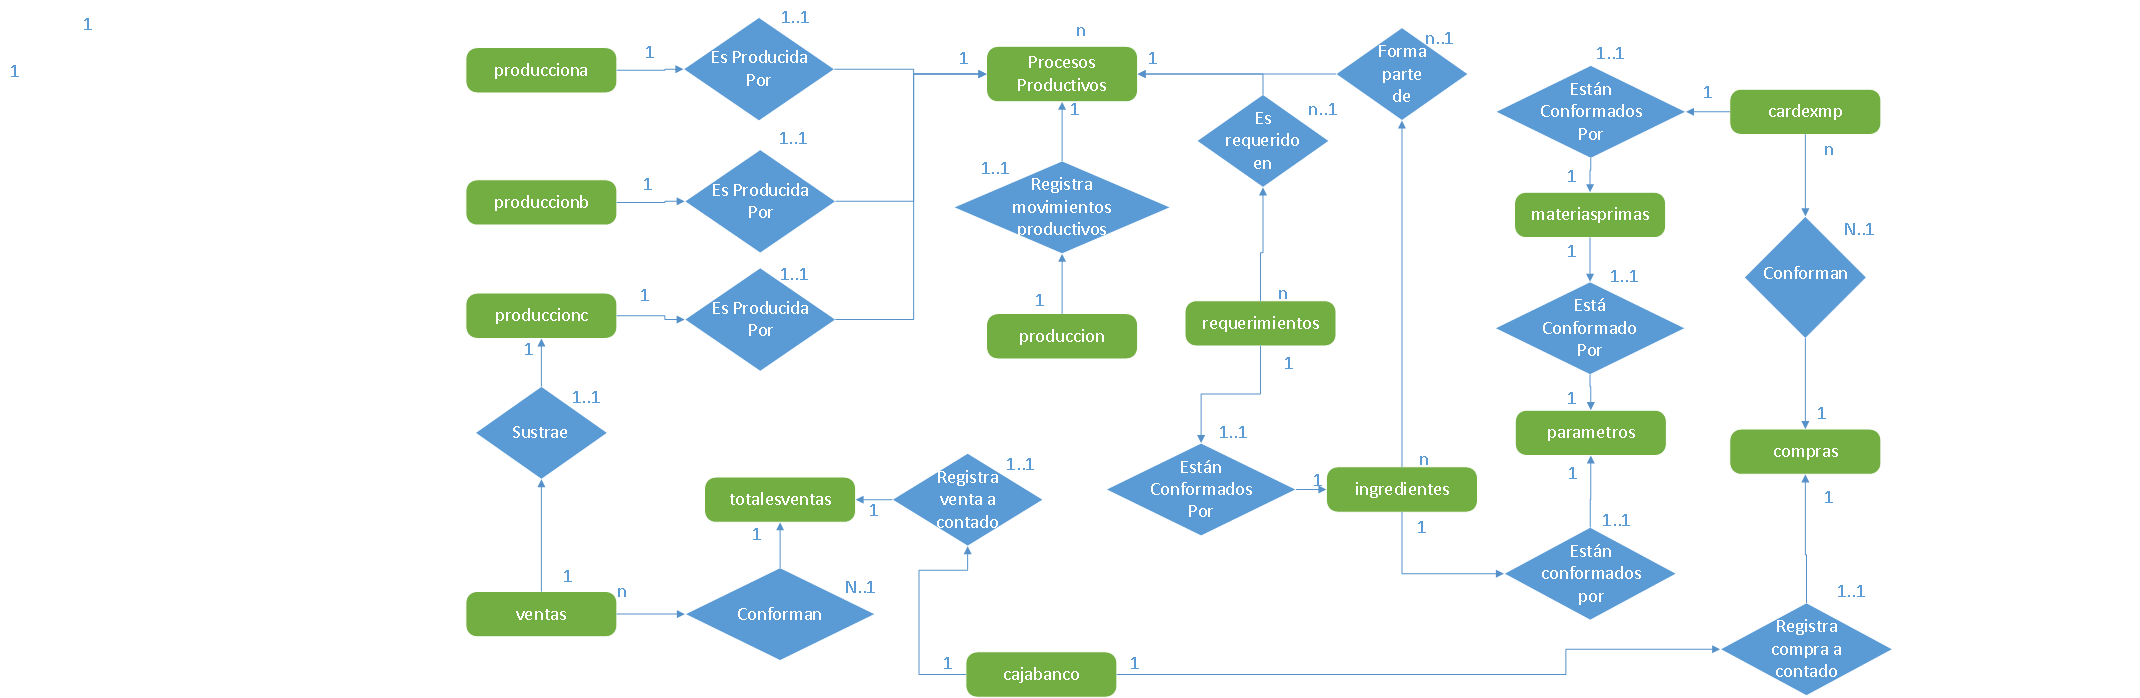 1
1
producciona
1
Es Producida
Por
1..1
produccionb
1
Es Producida
Por
1..1
produccionc
1
Es Producida
Por
1..1
1
Sustrae
1..1
1
ventas
n
Conforman
N..1
1
totalesventas
1
Registra
venta a
contado
1..1
1
cajabanco
1
n
1
Procesos
Productivos
1
1
1..1
Registra
movimientos
productivos
1
produccion
Es
requerido
en
n..1
n
requerimientos
1
1..1
Están
Conformados
Por
1
Forma
parte
de
n..1
n
ingredientes
1
1..1
Están
conformados
por
1
1..1
Están
Conformados
Por
1
cardexmp
1
materiasprimas
1
1..1
Está
Conformado
Por
1
parametros
n
N..1
Conforman
1
compras
1
1..1
Registra
compra a
contado